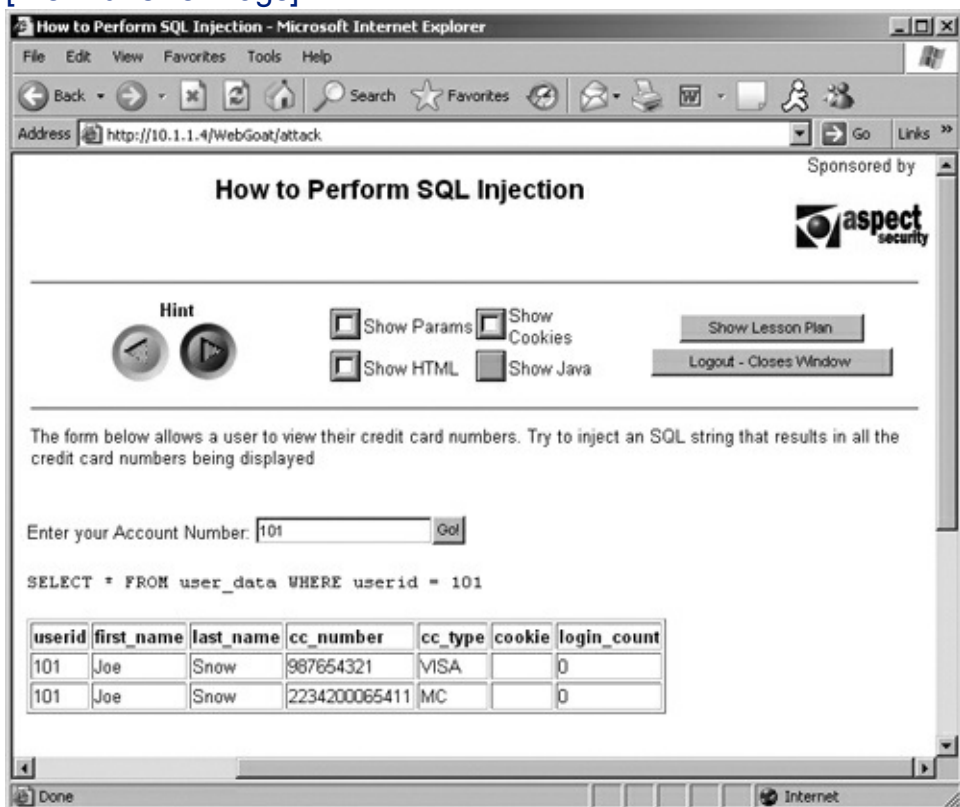 How to Perform SQL Injection - Microsoft Internet Explorer
File Edit View Favorites Tools Help
Back Search Favorites
Address http://10.1.1.4/WebGoat/attack Go Links »
Sponsored by
How to Perform SQL Injection
aspect
security
Hint
Show Params Show Cookies
Show HTML Show Java
Show Lesson Plan
Logout - Closes Window
The form below allows a user to view their credit card numbers. Try to inject an SQL string that results in all the
credit card numbers being displayed
Enter your Account Number: 101 Go!
SELECT * FROM user_data WHERE userid = 101
userid first_name last_name cc_number cc_type cookie login_count
101 Joe Snow 987654321 VISA 0
101 Joe Snow 2234200065411 MC 0
Done Internet